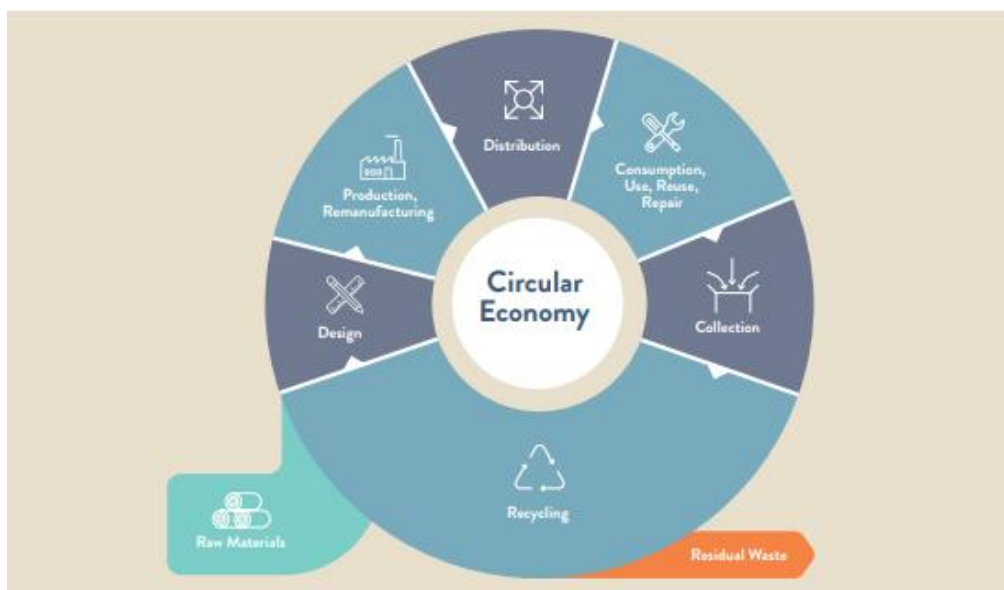 Distribution
Consumption,
Use, Reuse,
Repair
Production,
Remanufacturing
Circular
Economy
Design
Collection
Recycling
Raw Materials
Residual Waste